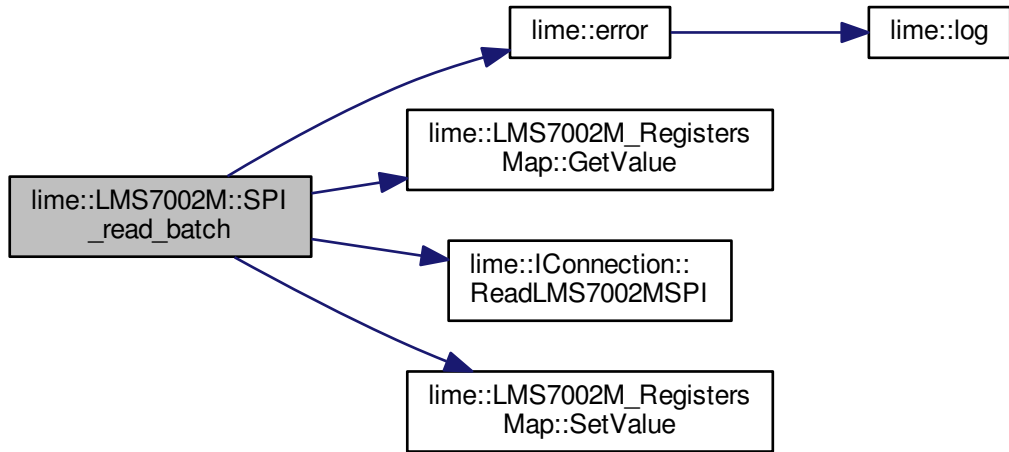 lime::error
lime::log
lime::LMS7002M_Registers
Map::GetValue
lime::LMS7002M::SPI
_read_batch
lime::IConnection::
ReadLMS7002MSPI
lime::LMS7002M_Registers
Map::SetValue